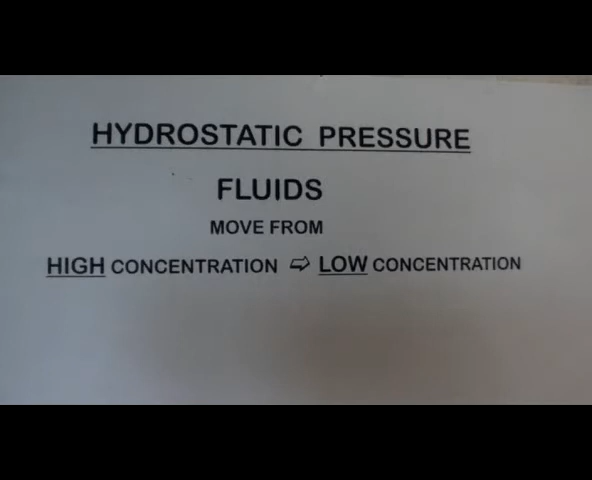 HYDROSTATIC PRESSURE
FLUIDS
MOVE FROM
HIGH CONCENTRATION ⇨ LOW CONCENTRATION